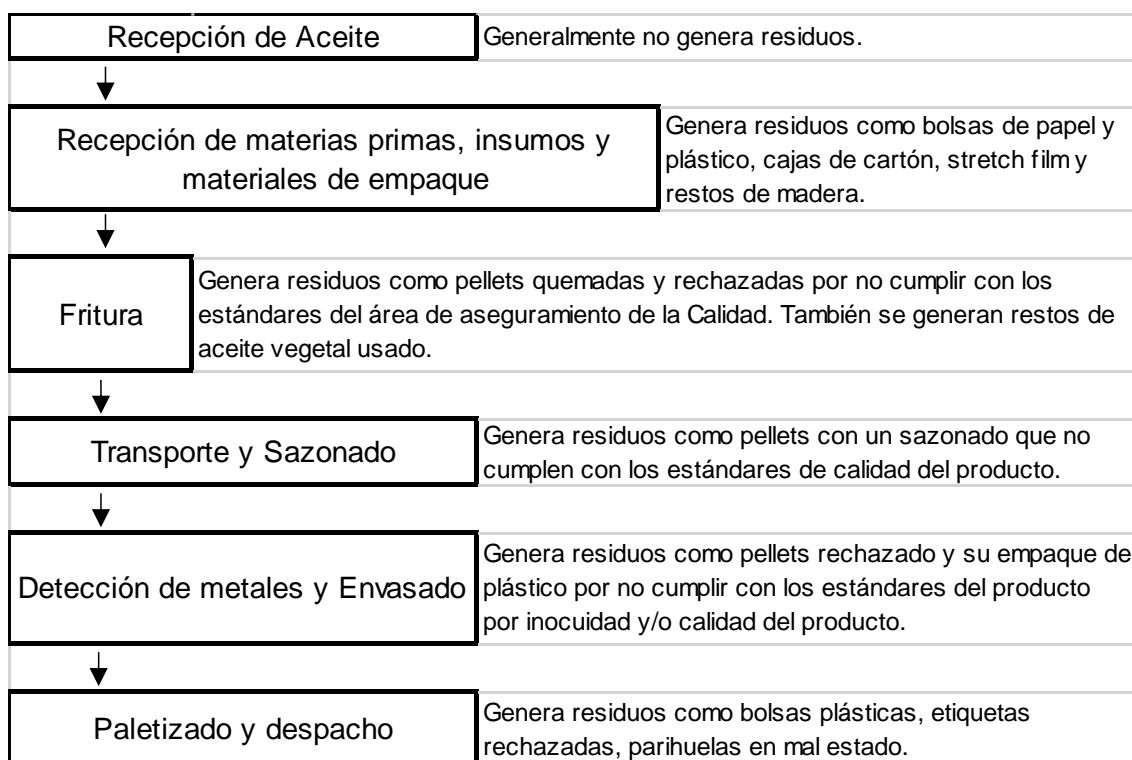 Recepción de Aceite
Generalmente no genera residuos.
Recepción de materias primas, insumos y
materiales de empaque
Genera residuos como bolsas de papel y
plástico, cajas de cartón, stretch film y
restos de madera.
Fritura
Genera residuos como pellets quemadas y rechazadas por no cumplir con los
estándares del área de aseguramiento de la Calidad. También se generan restos de
aceite vegetal usado.
Transporte y Sazonado
Genera residuos como pellets con un sazonado que no
cumplen con los estándares de calidad del producto.
Detección de metales y Envasado
Genera residuos como pellets rechazado y su empaque de
plástico por no cumplir con los estándares del producto
por inocuidad y/o calidad del producto.
Paletizado y despacho
Genera residuos como bolsas plásticas, etiquetas
rechazadas, parihuelas en mal estado.